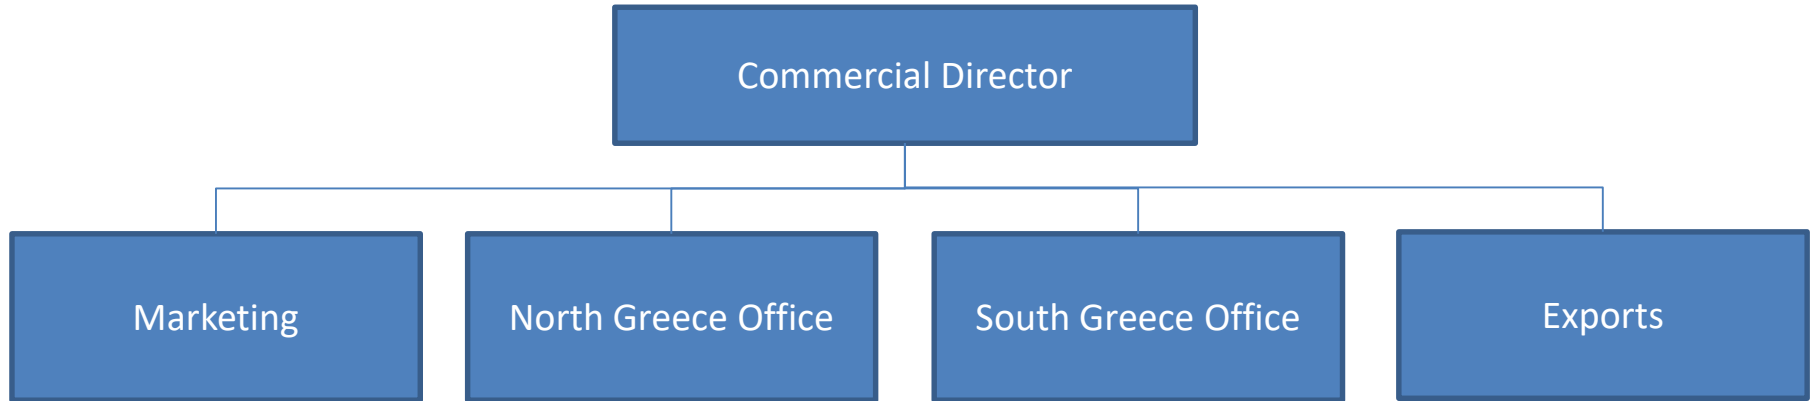 Commercial Director
Marketing
North Greece Office
South Greece Office
Exports